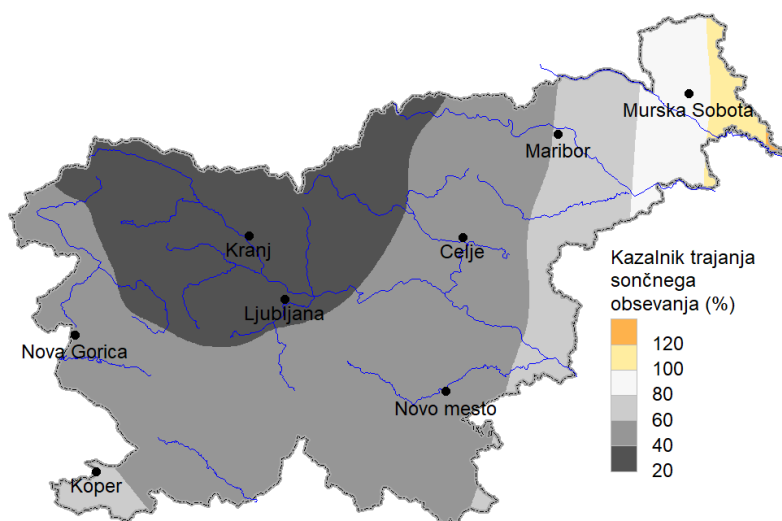 Murska Sobota
Maribor
Kranj
Celje
Ljubljana
Nova Gorica
Novo mesto
Koper
Kazalnik trajanja
sončnega
obsevanja (%)
120
100
80
60
40
20